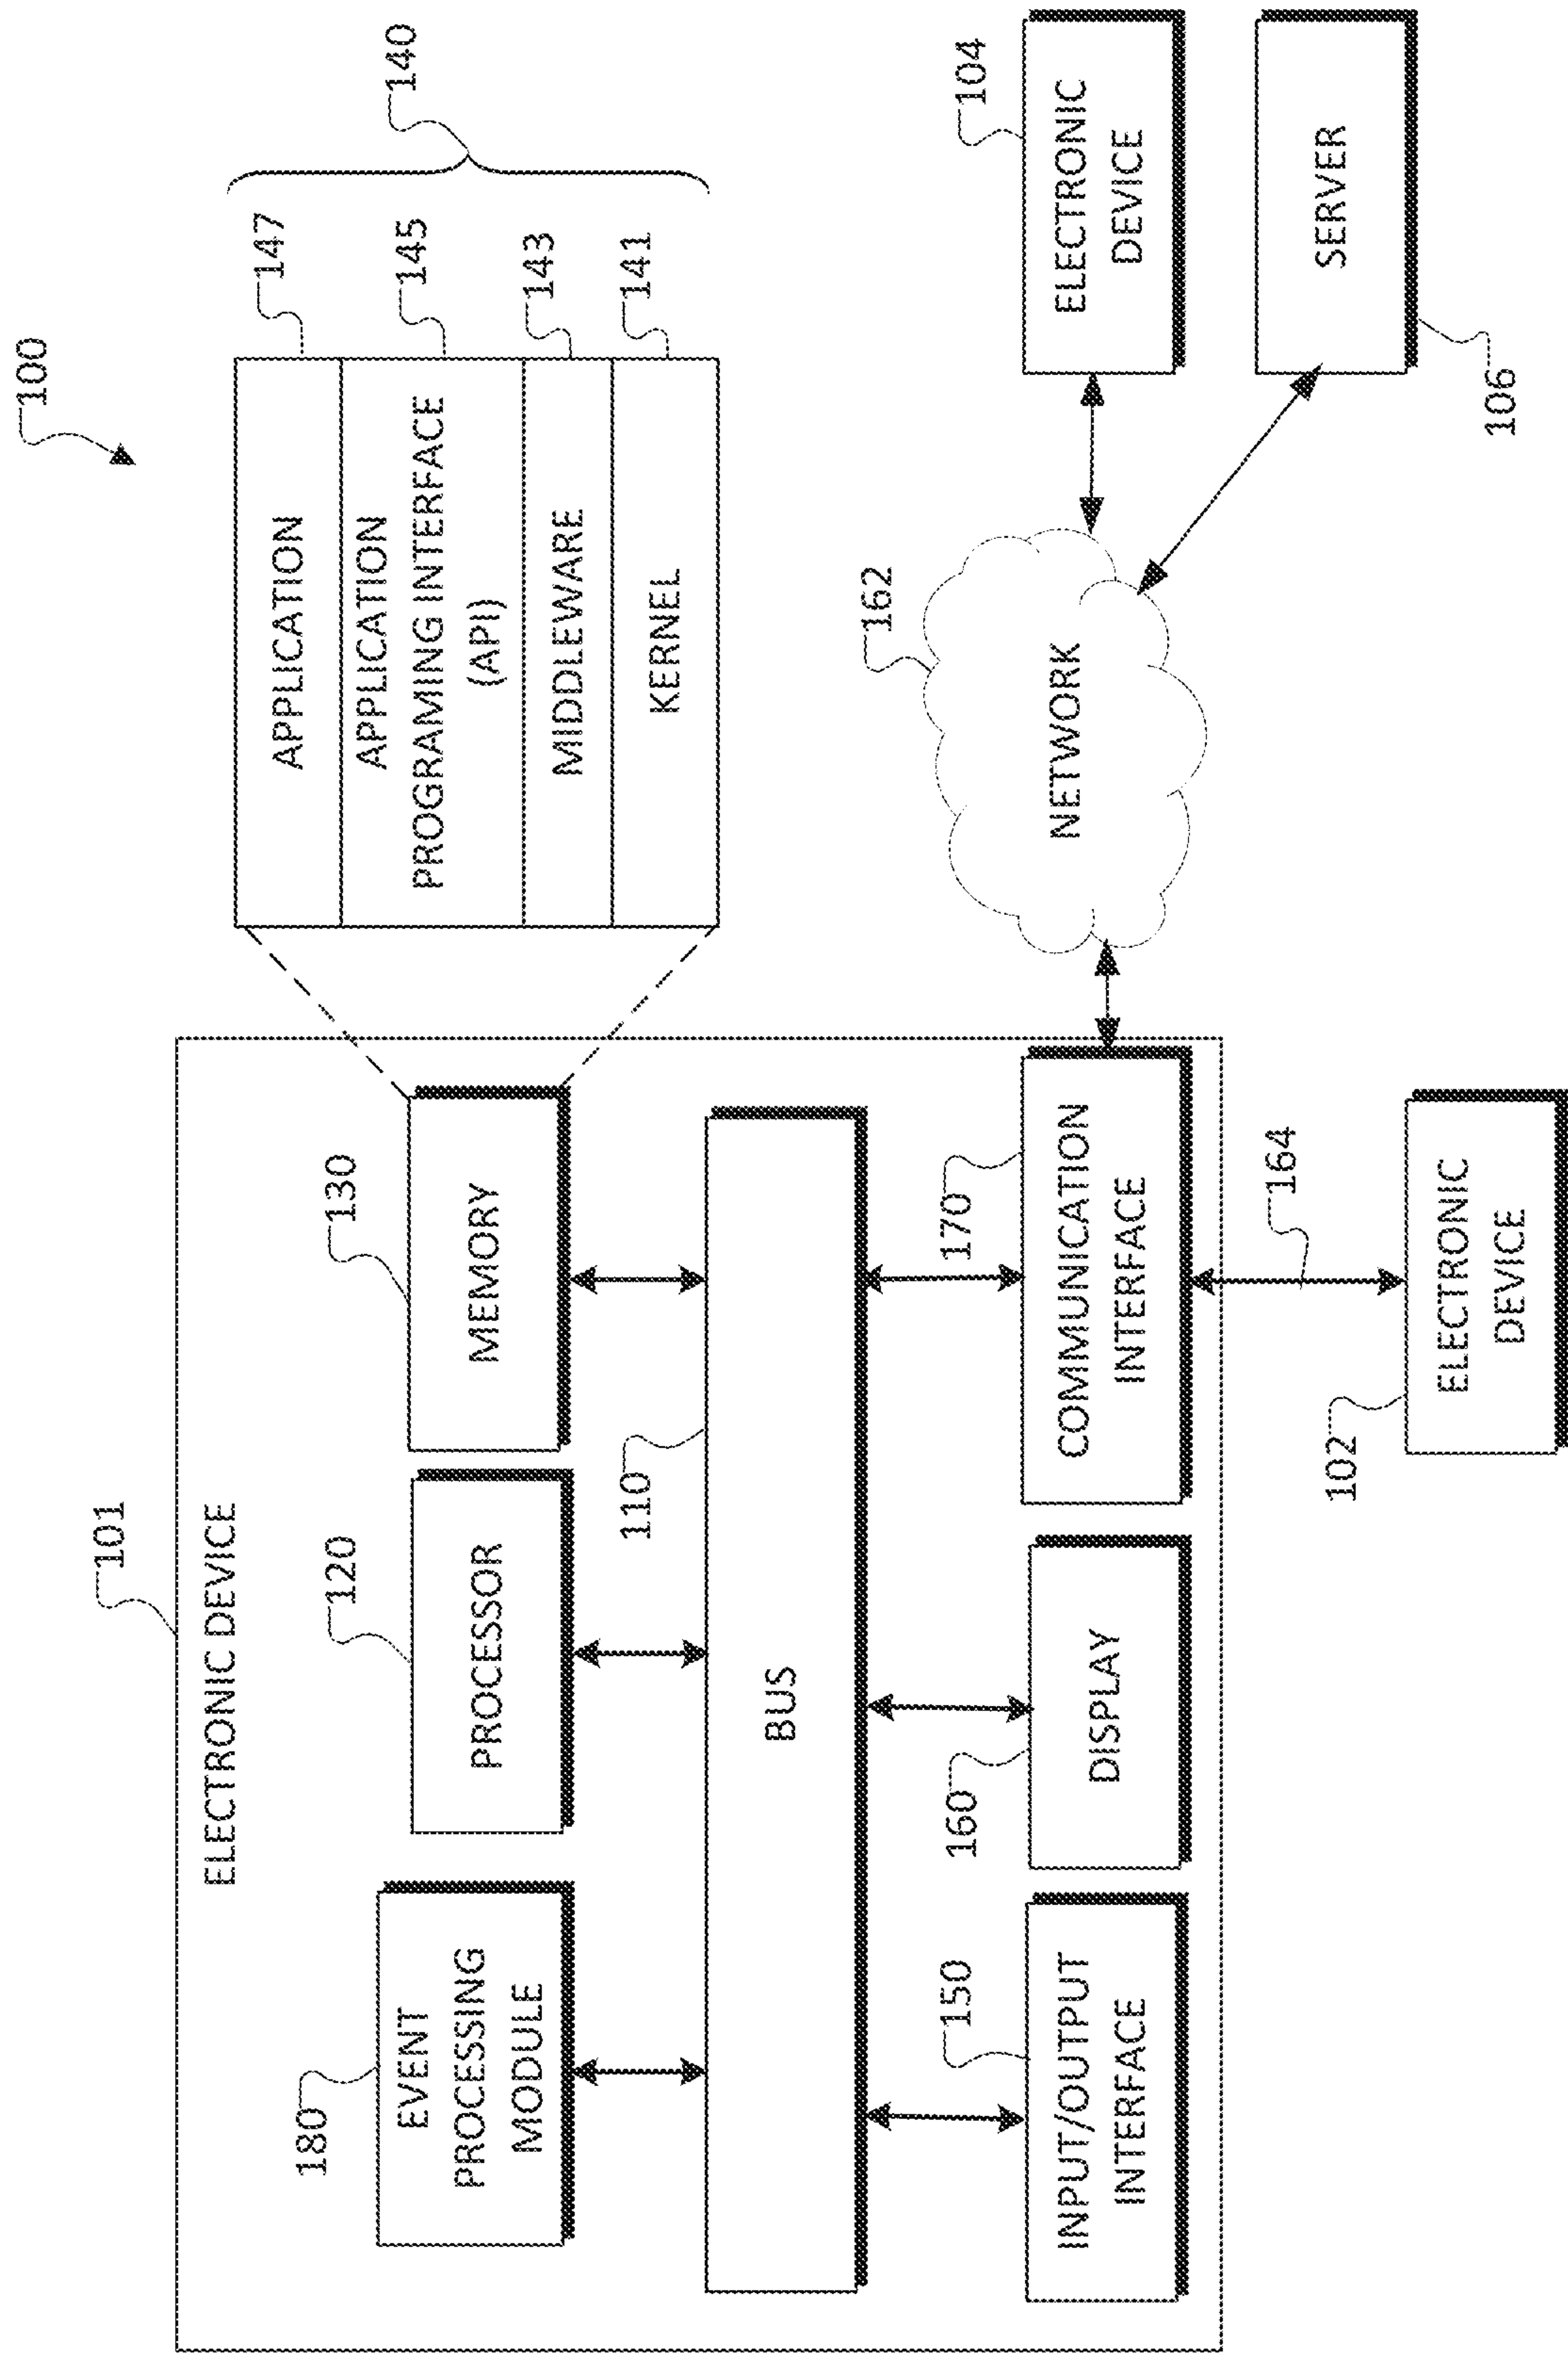 100
101
ELECTRONIC DEVICE
180
EVENT
PROCESSING
MODULE
120
PROCESSOR
130
MEMORY
147
APPLICATION
145
APPLICATION
PROGRAMING INTERFACE
(API)
143
MIDDLEWARE
141
KERNEL
140
110
BUS
150
INPUT/OUTPUT
INTERFACE
160
DISPLAY
170
COMMUNICATION
INTERFACE
162
NETWORK
104
ELECTRONIC
DEVICE
SERVER
106
164
102
ELECTRONIC
DEVICE